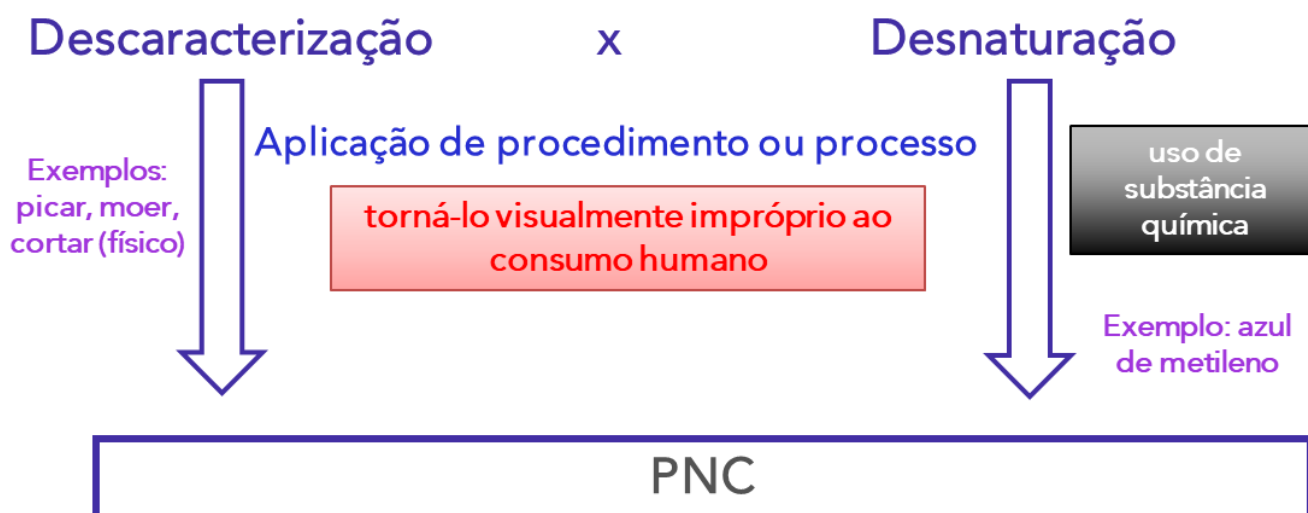 Descaracterização x Desnaturação
Aplicação de procedimento ou processo
Exemplos:
picar, moer,
cortar (físico)
torná-lo visualmente impróprio ao
consumo humano
uso de
substância
química
Exemplo: azul
de metileno
PNC